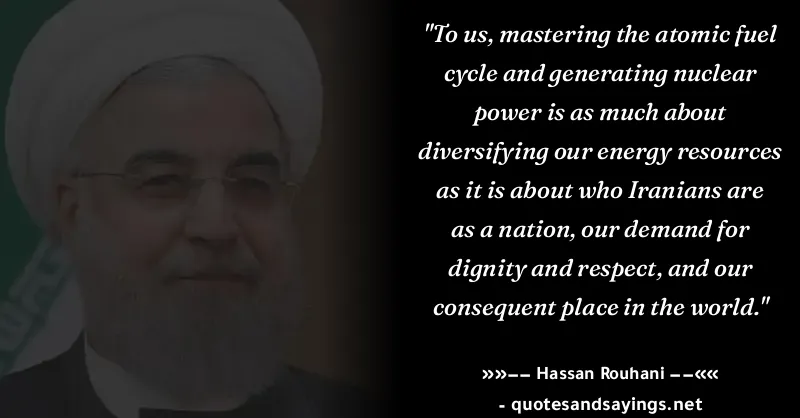 "To us, mastering the atomic fuel
cycle and generating nuclear
power is as much about
diversifying our energy resources
as it is about who Iranians are
as a nation, our demand for
dignity and respect, and our
consequent place in the world."
»»−− Hassan Rouhani −−««
- quotesandsayings.net